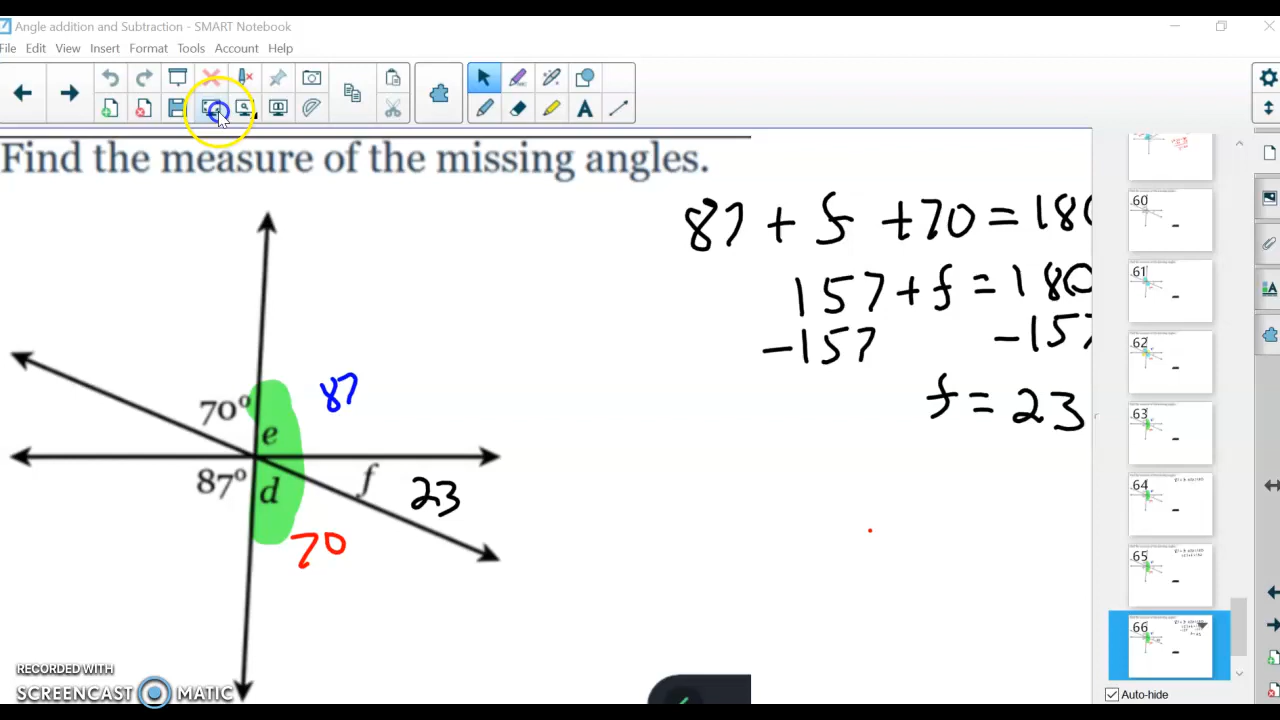 Angle addition and Subtraction - SMART Notebook
File Edit View Insert Format Tools Account Help
Find the measure of the missing angles.
87 + f + 70 = 180
157 + f = 180
-157 -157
f = 23
70° e 87
87° d f 23
70
.60
.61
.62
.63
.64
.65
.66
Auto-hide
RECORDED WITH
SCREENCAST MATIC